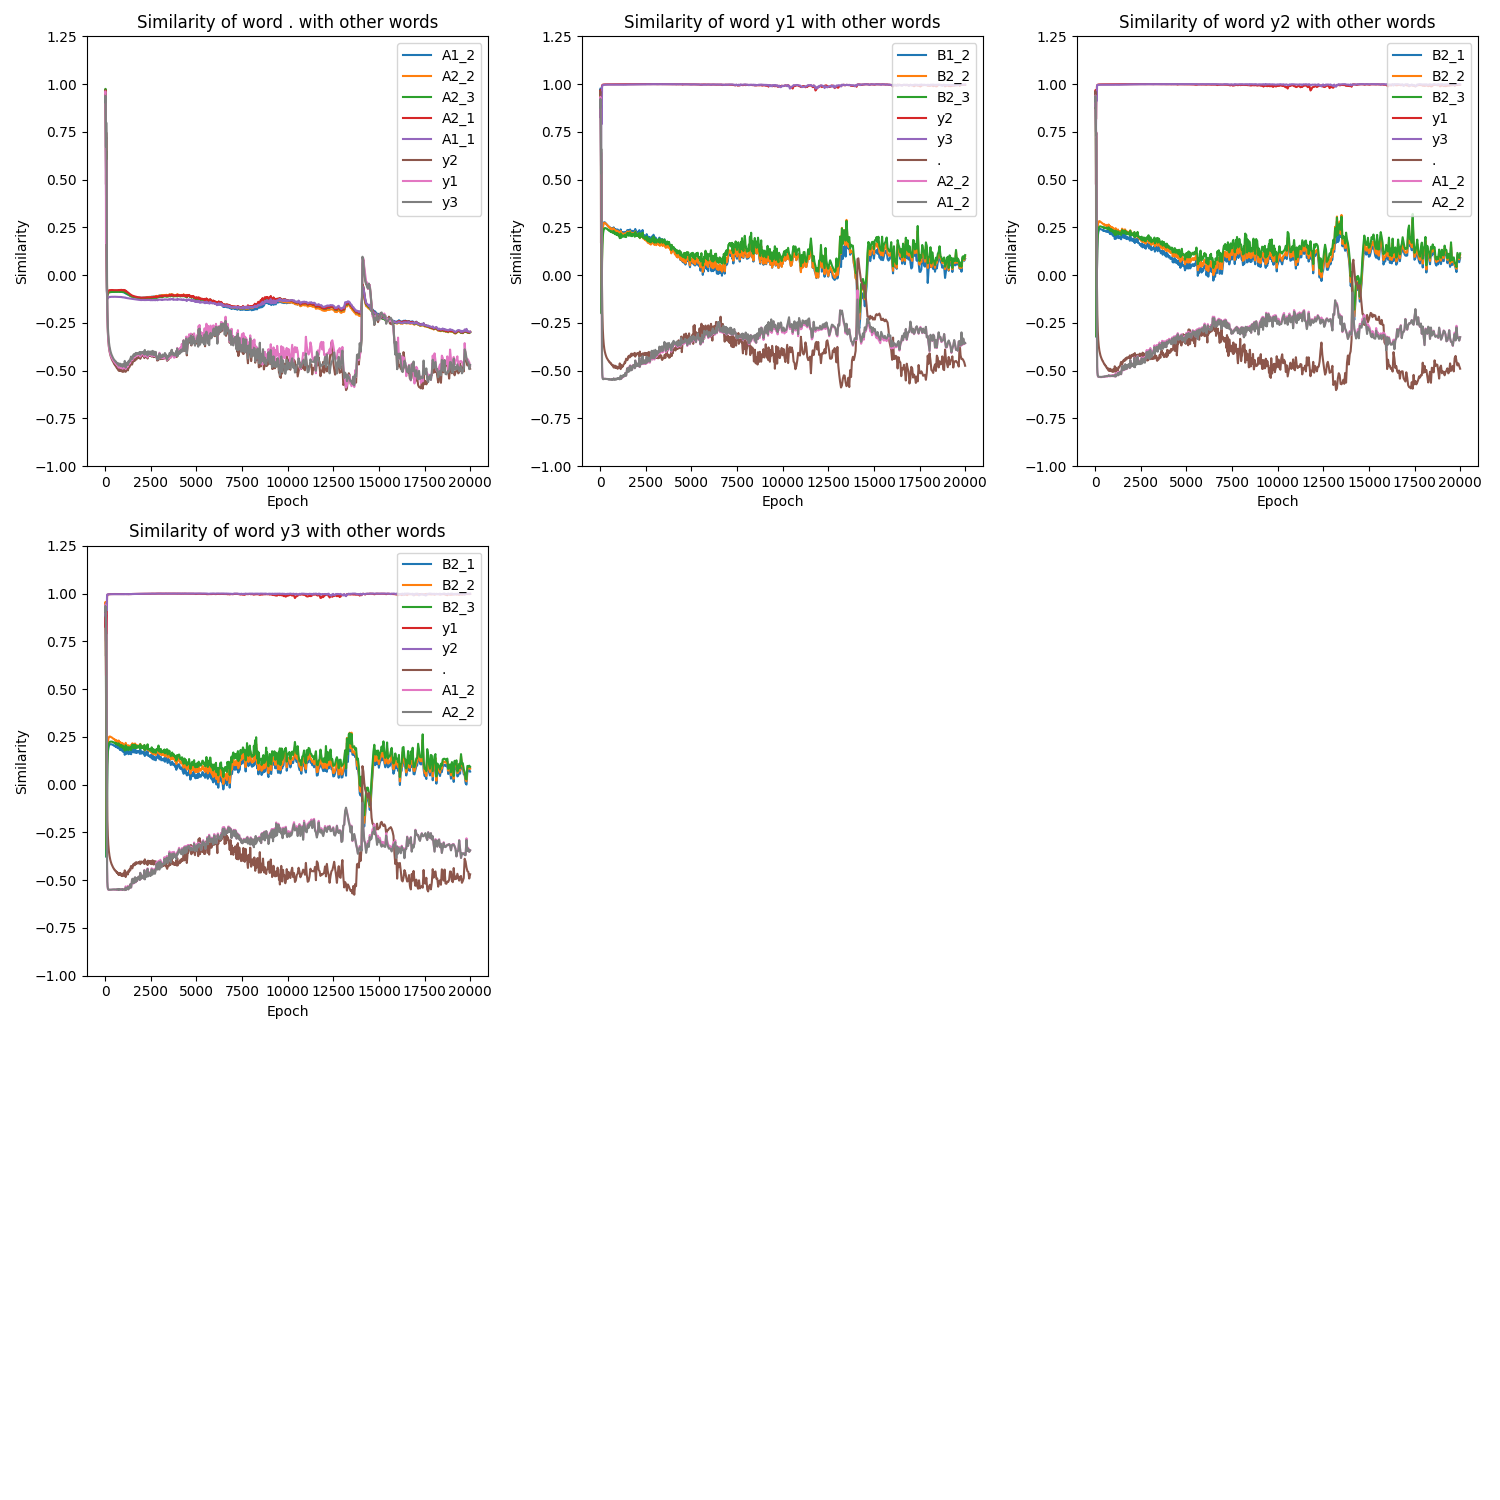 Similarity of word . with other words
1.25
1.00
0.75
0.50
0.25
0.00
−0.25
−0.50
−0.75
−1.00
Similarity
A1_2
A2_2
A2_3
A2_1
A1_1
y2
y1
y3
0 2500 5000 7500 10000 12500 15000 17500 20000
Epoch
Similarity of word y1 with other words
1.25
1.00
0.75
0.50
0.25
0.00
−0.25
−0.50
−0.75
−1.00
Similarity
B1_2
B2_2
B2_3
y2
y3
.
A2_2
A1_2
0 2500 5000 7500 10000 12500 15000 17500 20000
Epoch
Similarity of word y2 with other words
1.25
1.00
0.75
0.50
0.25
0.00
−0.25
−0.50
−0.75
−1.00
Similarity
B2_1
B2_2
B2_3
y1
y3
.
A1_2
A2_2
0 2500 5000 7500 10000 12500 15000 17500 20000
Epoch
Similarity of word y3 with other words
1.25
1.00
0.75
0.50
0.25
0.00
−0.25
−0.50
−0.75
−1.00
Similarity
B2_1
B2_2
B2_3
y1
y2
.
A1_2
A2_2
0 2500 5000 7500 10000 12500 15000 17500 20000
Epoch